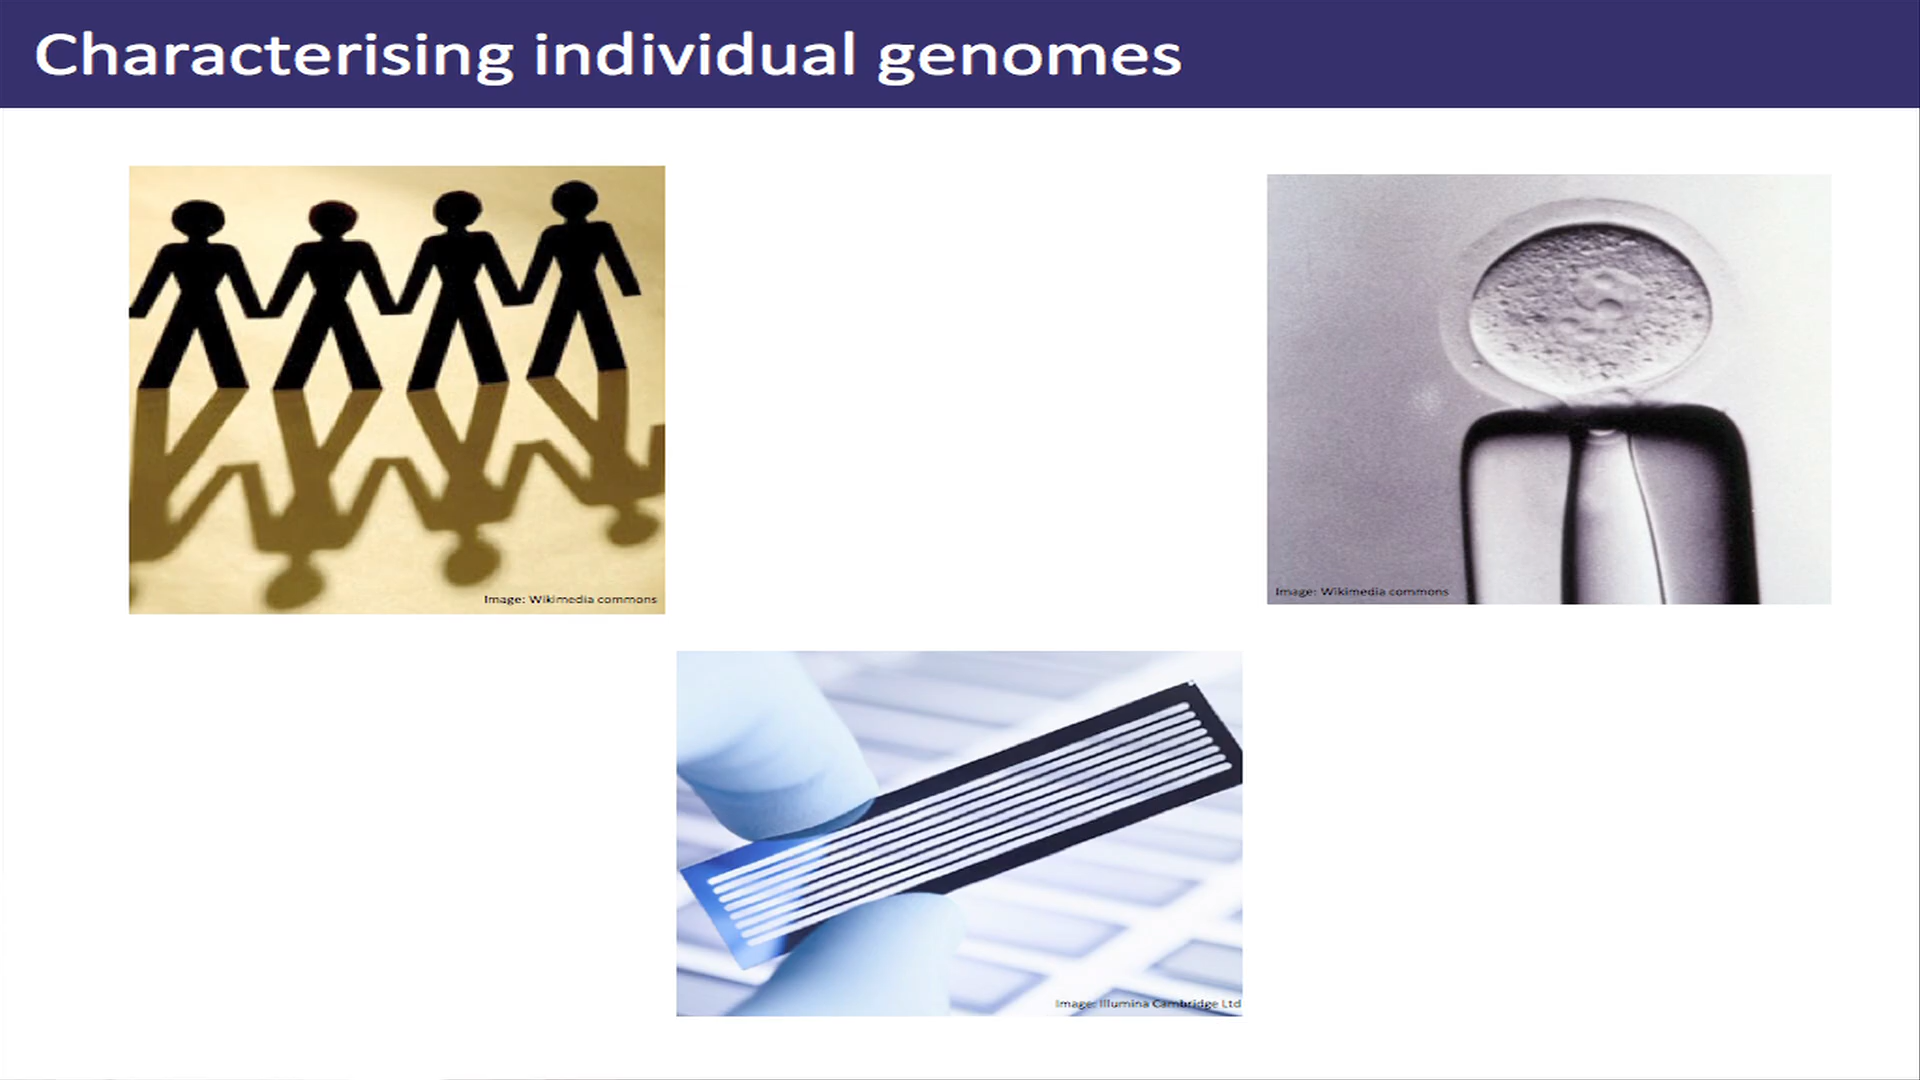 Characterising individual genomes
Image: Wikimedia commons
Image: Wikimedia commons
Image: Illumina Cambridge Ltd